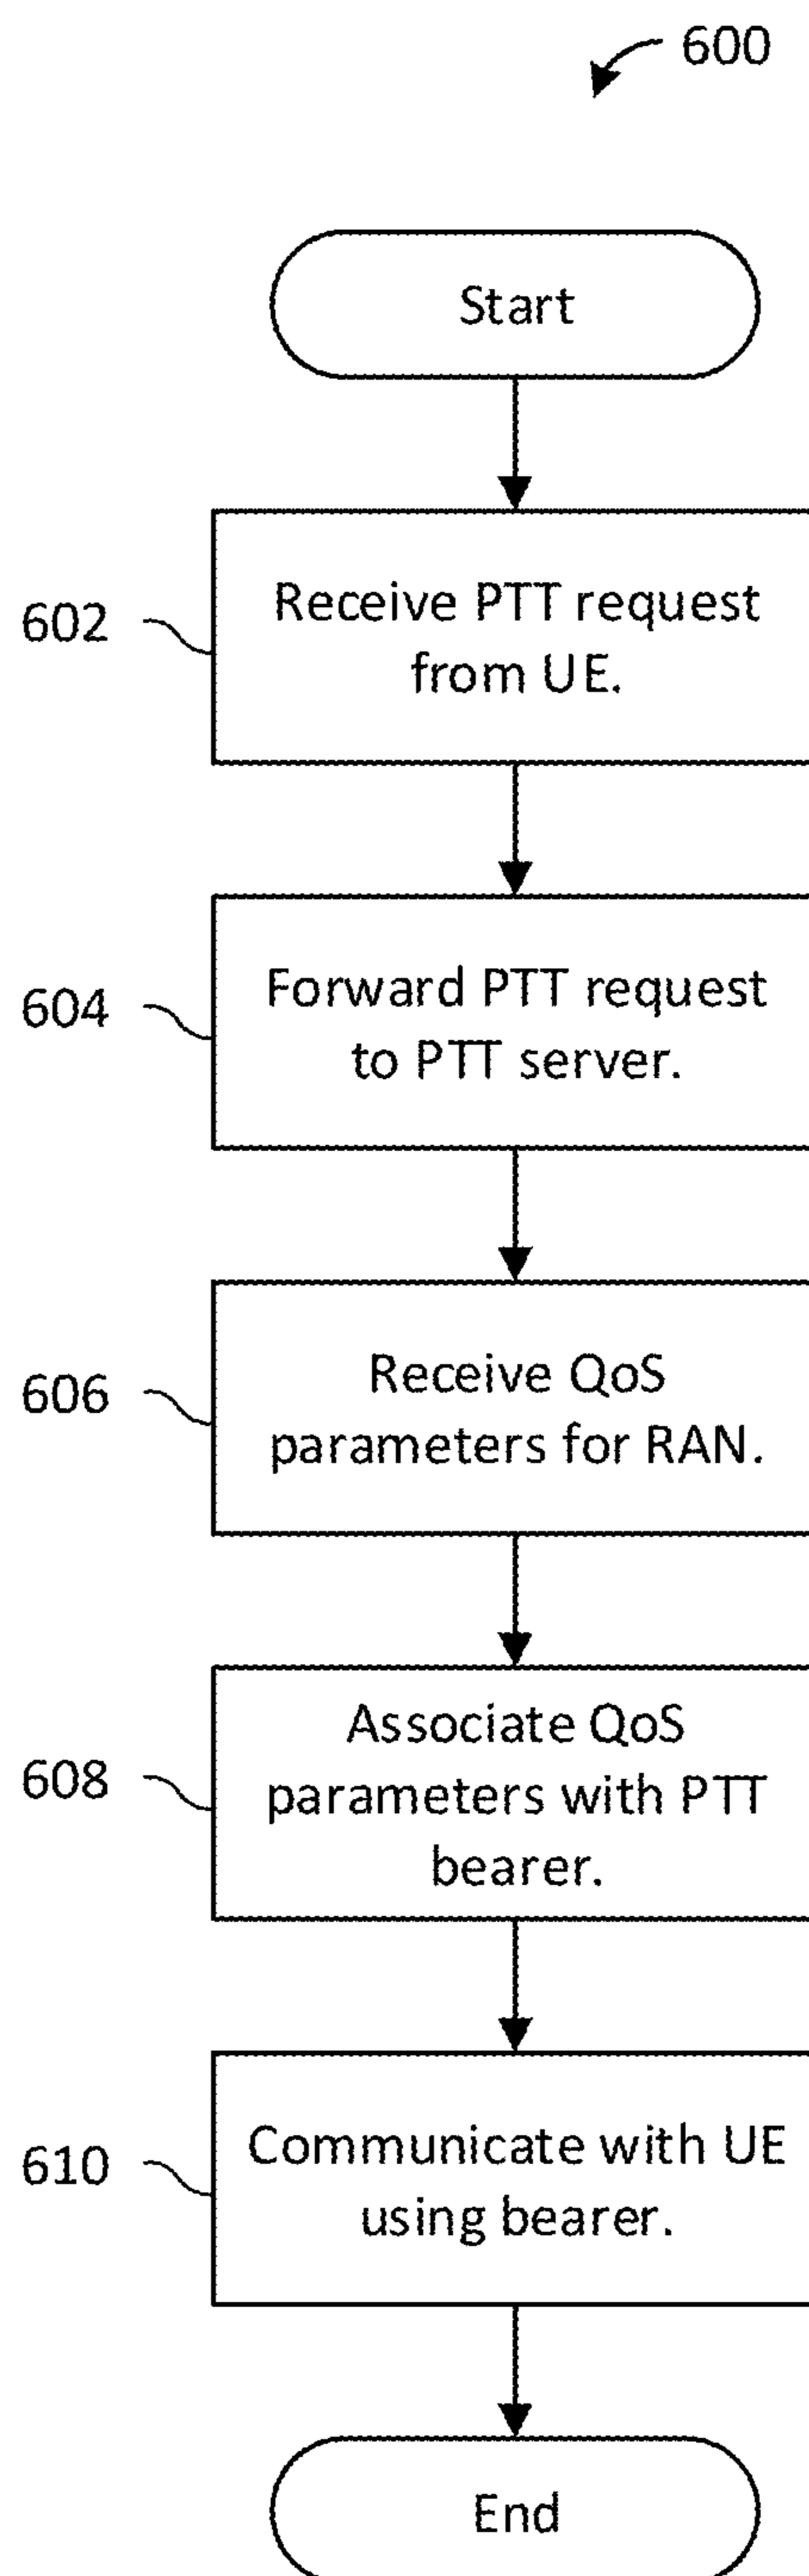 600
Start
602
Receive PTT request
from UE.
604
Forward PTT request
to PTT server.
606
Receive QoS
parameters for RAN.
608
Associate QoS
parameters with PTT
bearer.
610
Communicate with UE
using bearer.
End